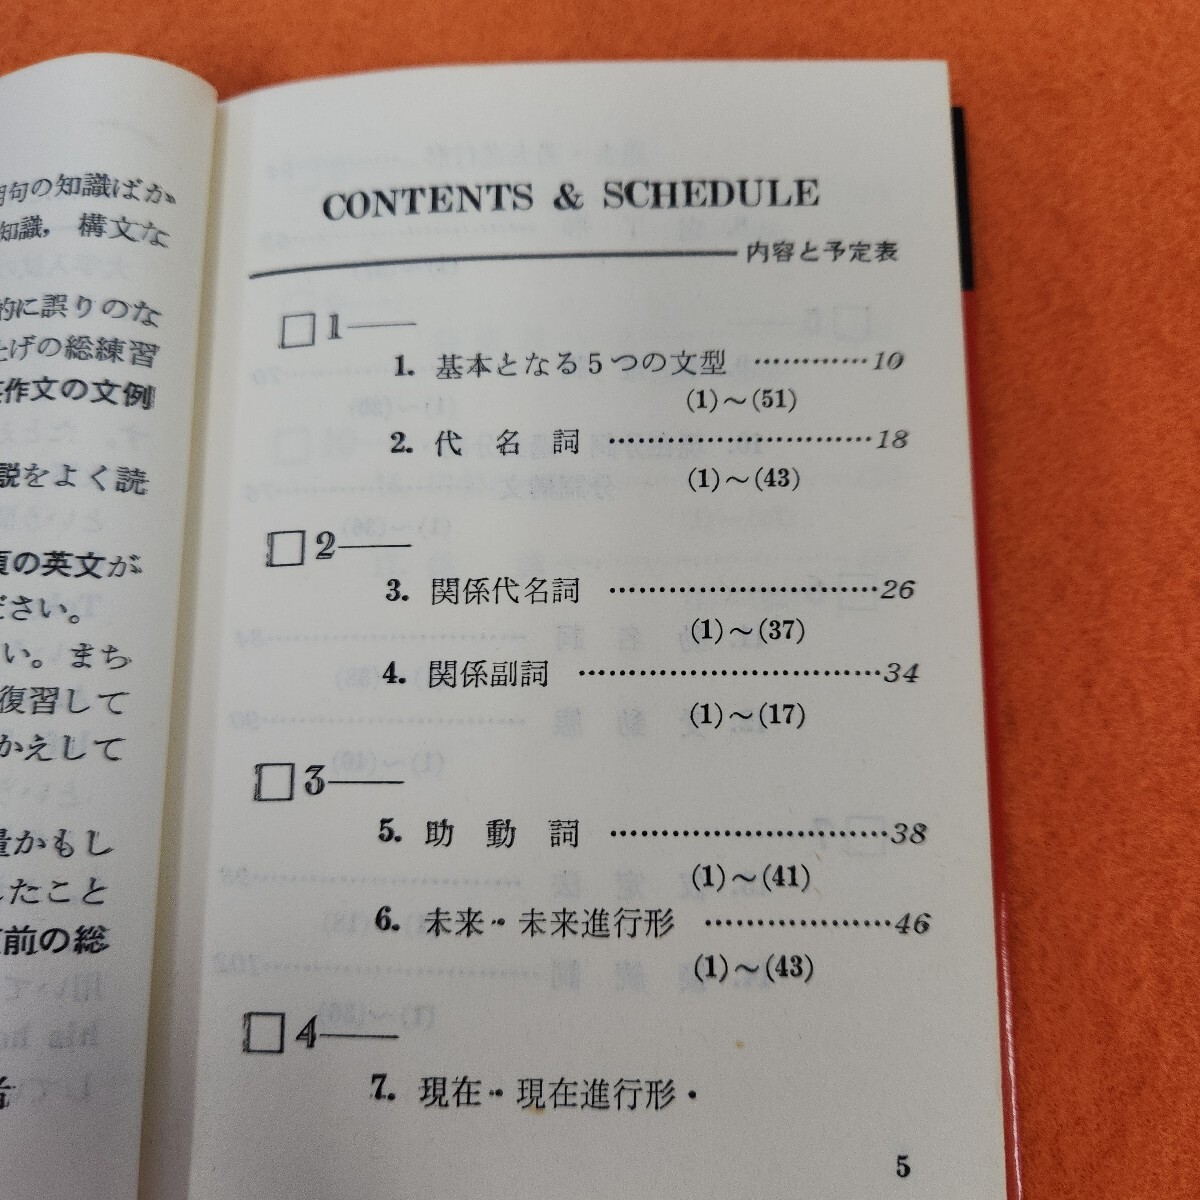 句の知識ばか
知識，構文な
的に誤りのな
上げの総練習
英作文の文例
説をよく読
頁の英文が
ださい。
い。まち
復習して
かえして
量かもし
したこと
前の総
者
CONTENTS & SCHEDULE
内容と予定表
□1――
1. 基本となる5つの文型 …………10
(1)～(51)
2. 代名詞 ………………………18
(1)～(43)
□2――
3. 関係代名詞 ………………………26
(1)～(37)
4. 関係副詞 …………………………34
(1)～(17)
□3――
5. 助動詞 ………………………38
(1)～(41)
6. 未来・未来進行形 ………………46
(1)～(43)
□4――
7. 現在・現在進行形・
5